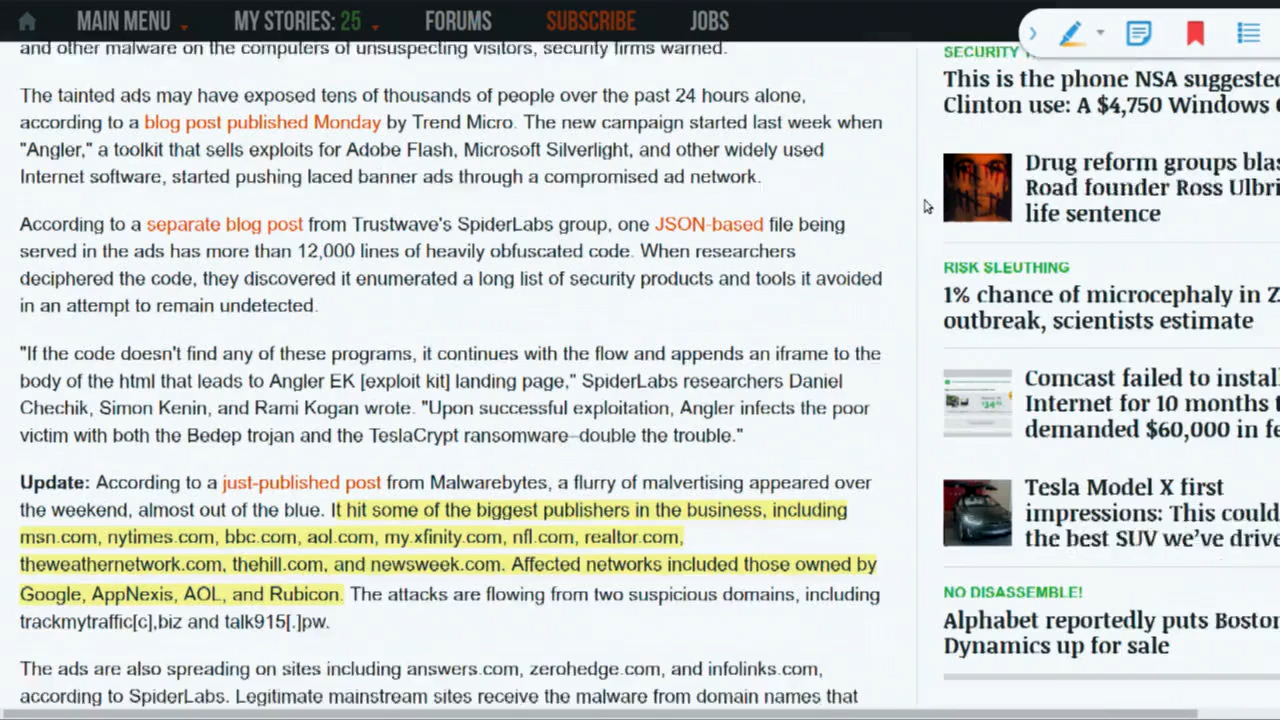 MAIN MENU
MY STORIES: 25
FORUMS
SUBSCRIBE
JOBS
and other malware on the computers of unsuspecting visitors, security firms warned.
The tainted ads may have exposed tens of thousands of people over the past 24 hours alone,
according to a blog post published Monday by Trend Micro. The new campaign started last week when
"Angler," a toolkit that sells exploits for Adobe Flash, Microsoft Silverlight, and other widely used
Internet software, started pushing laced banner ads through a compromised ad network.
According to a separate blog post from Trustwave's SpiderLabs group, one JSON-based file being
served in the ads has more than 12,000 lines of heavily obfuscated code. When researchers
deciphered the code, they discovered it enumerated a long list of security products and tools it avoided
in an attempt to remain undetected.
"If the code doesn't find any of these programs, it continues with the flow and appends an iframe to the
body of the html that leads to Angler EK [exploit kit] landing page," SpiderLabs researchers Daniel
Chechik, Simon Kenin, and Rami Kogan wrote. "Upon successful exploitation, Angler infects the poor
victim with both the Bedep trojan and the TeslaCrypt ransomware–double the trouble."
Update: According to a just-published post from Malwarebytes, a flurry of malvertising appeared over
the weekend, almost out of the blue. It hit some of the biggest publishers in the business, including
msn.com, nytimes.com, bbc.com, aol.com, my.xfinity.com, nfl.com, realtor.com,
theweathernetwork.com, thehill.com, and newsweek.com. Affected networks included those owned by
Google, AppNexis, AOL, and Rubicon. The attacks are flowing from two suspicious domains, including
trackmytraffic[c],biz and talk915[.]pw.
The ads are also spreading on sites including answers.com, zerohedge.com, and infolinks.com,
according to SpiderLabs. Legitimate mainstream sites receive the malware from domain names that
SECURITY
This is the phone NSA suggested
Clinton use: A $4,750 Windows
Drug reform groups blas
Road founder Ross Ulbri
life sentence
RISK SLEUTHING
1% chance of microcephaly in Z
outbreak, scientists estimate
Comcast failed to install
Internet for 10 months
demanded $60,000 in fe
Tesla Model X first
impressions: This could
the best SUV we've drive
NO DISASSEMBLE!
Alphabet reportedly puts Boston
Dynamics up for sale